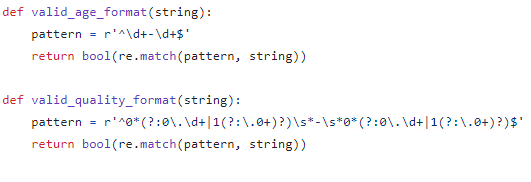 def valid_age_format(string):
    pattern = r'^\d+-\d+$'
    return bool(re.match(pattern, string))

def valid_quality_format(string):
    pattern = r'^0*(?:0\.\d+|1(?:\.0+)?)\s*-\s*0*(?:0\.\d+|1(?:\.0+)?)$'
    return bool(re.match(pattern, string))